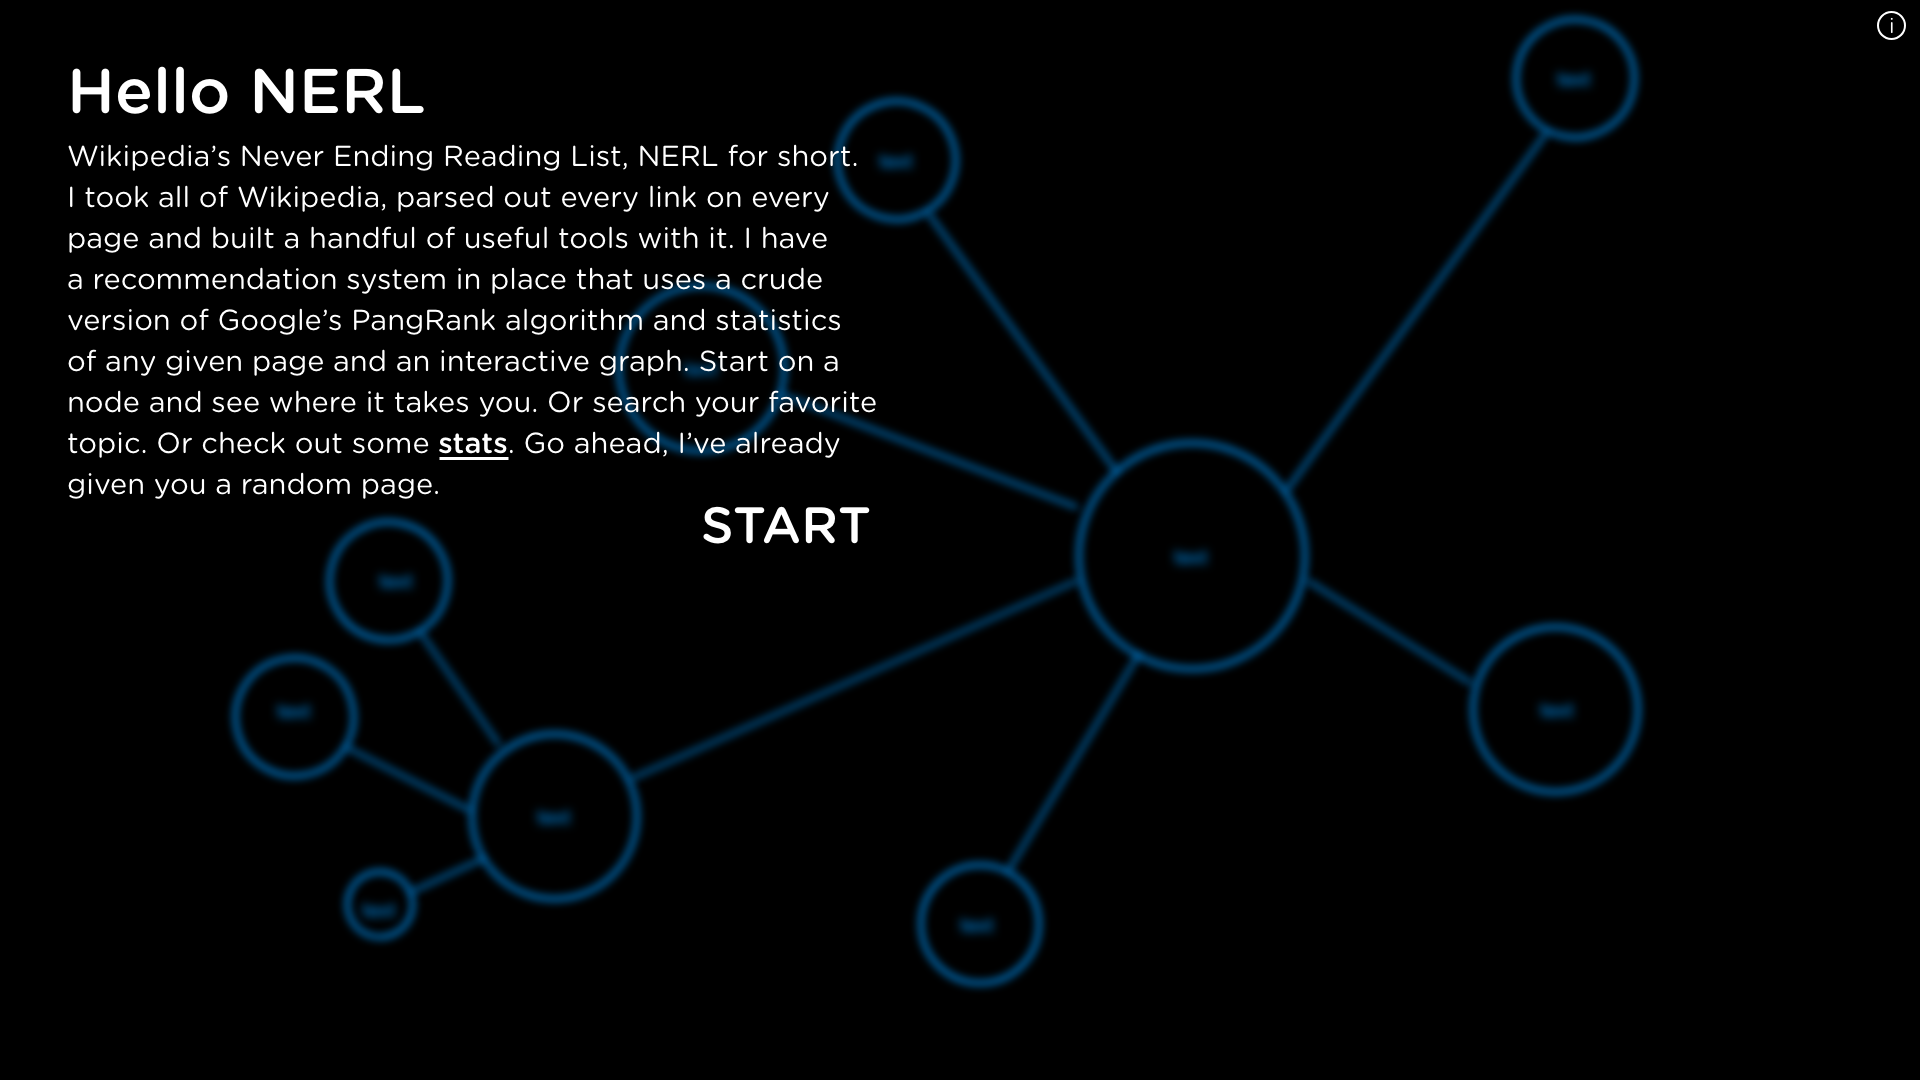 Hello NERL
Wikipedia’s Never Ending Reading List, NERL for short.
I took all of Wikipedia, parsed out every link on every
page and built a handful of useful tools with it. I have
a recommendation system in place that uses a crude
version of Google’s PangRank algorithm and statistics
of any given page and an interactive graph. Start on a
node and see where it takes you. Or search your favorite
topic. Or check out some stats. Go ahead, I’ve already
given you a random page.
START
i